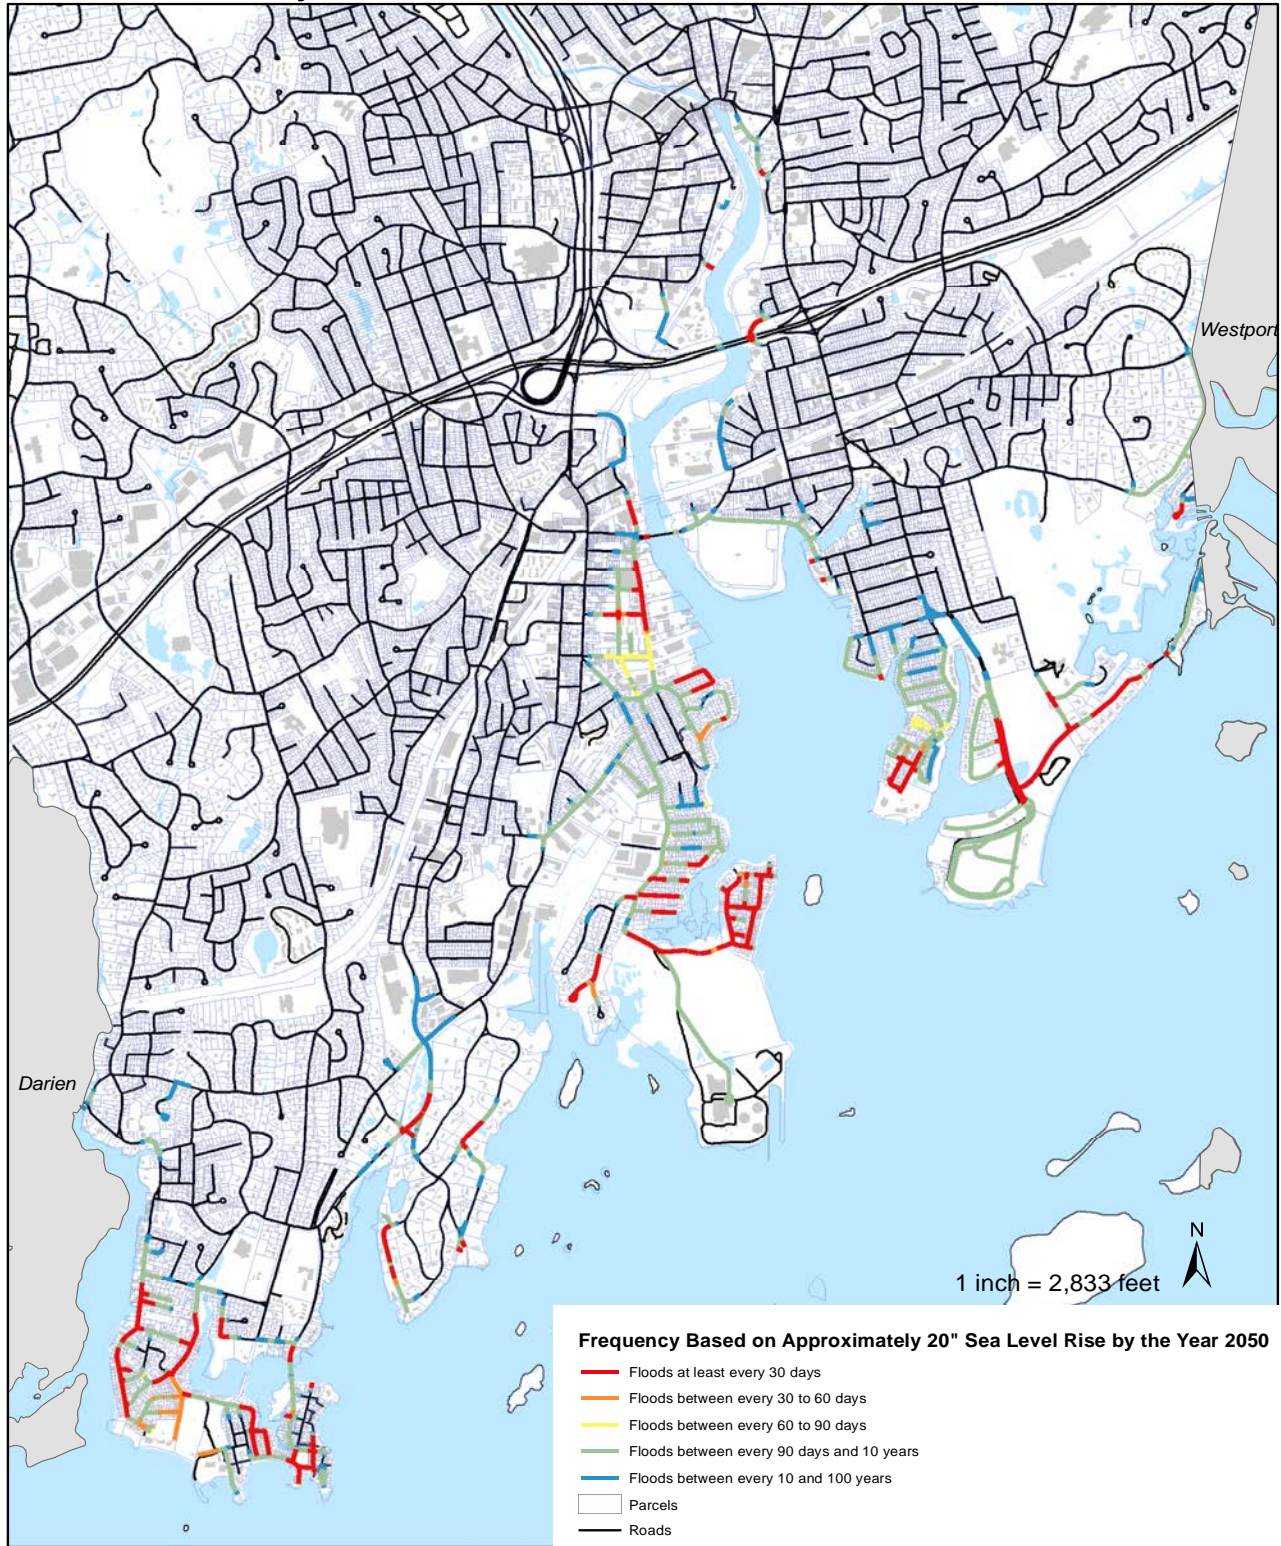 Westport
Darien
N
1 inch = 2,833 feet
Frequency Based on Approximately 20" Sea Level Rise by the Year 2050
Floods at least every 30 days
Floods between every 30 to 60 days
Floods between every 60 to 90 days
Floods between every 90 days and 10 years
Floods between every 10 and 100 years
Parcels
Roads